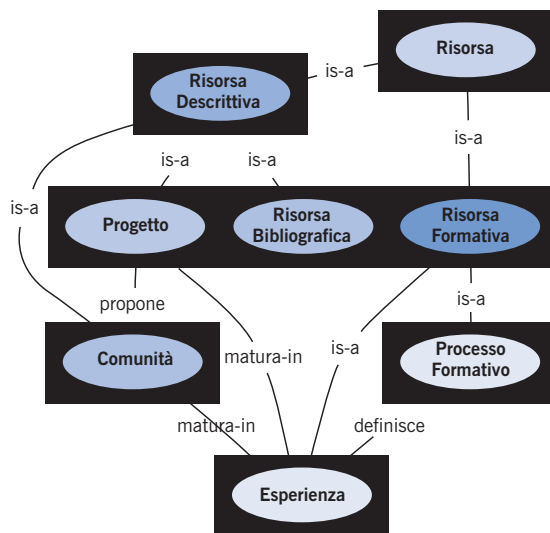 Risorsa
is-a
Risorsa
Descrittiva
is-a
is-a
is-a
is-a
Progetto
Risorsa
Bibliografica
Risorsa
Formativa
propone
is-a
Comunità
matura-in
is-a
Processo
Formativo
matura-in
definisce
Esperienza